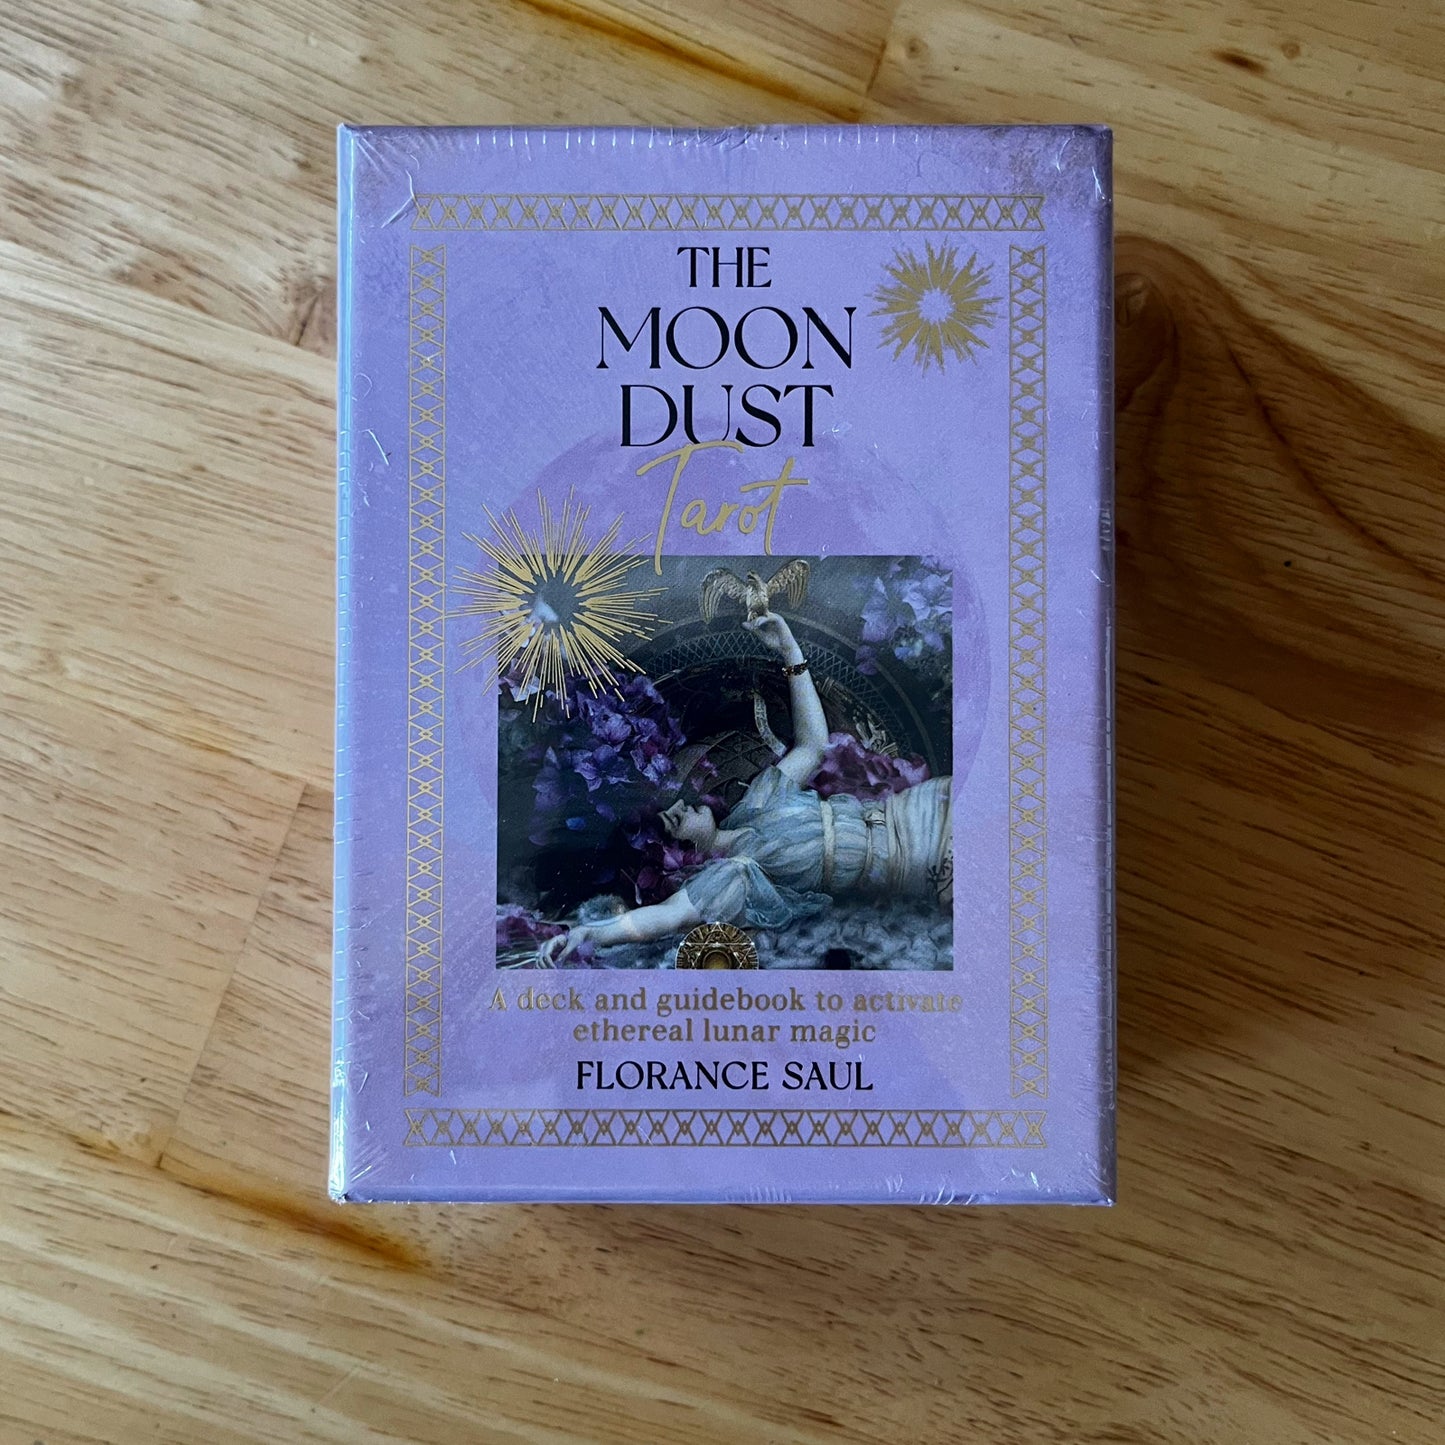 THE
MOON
DUST
Tarot
A deck and guidebook to activate
ethereal lunar magic
FLORANCE SAUL